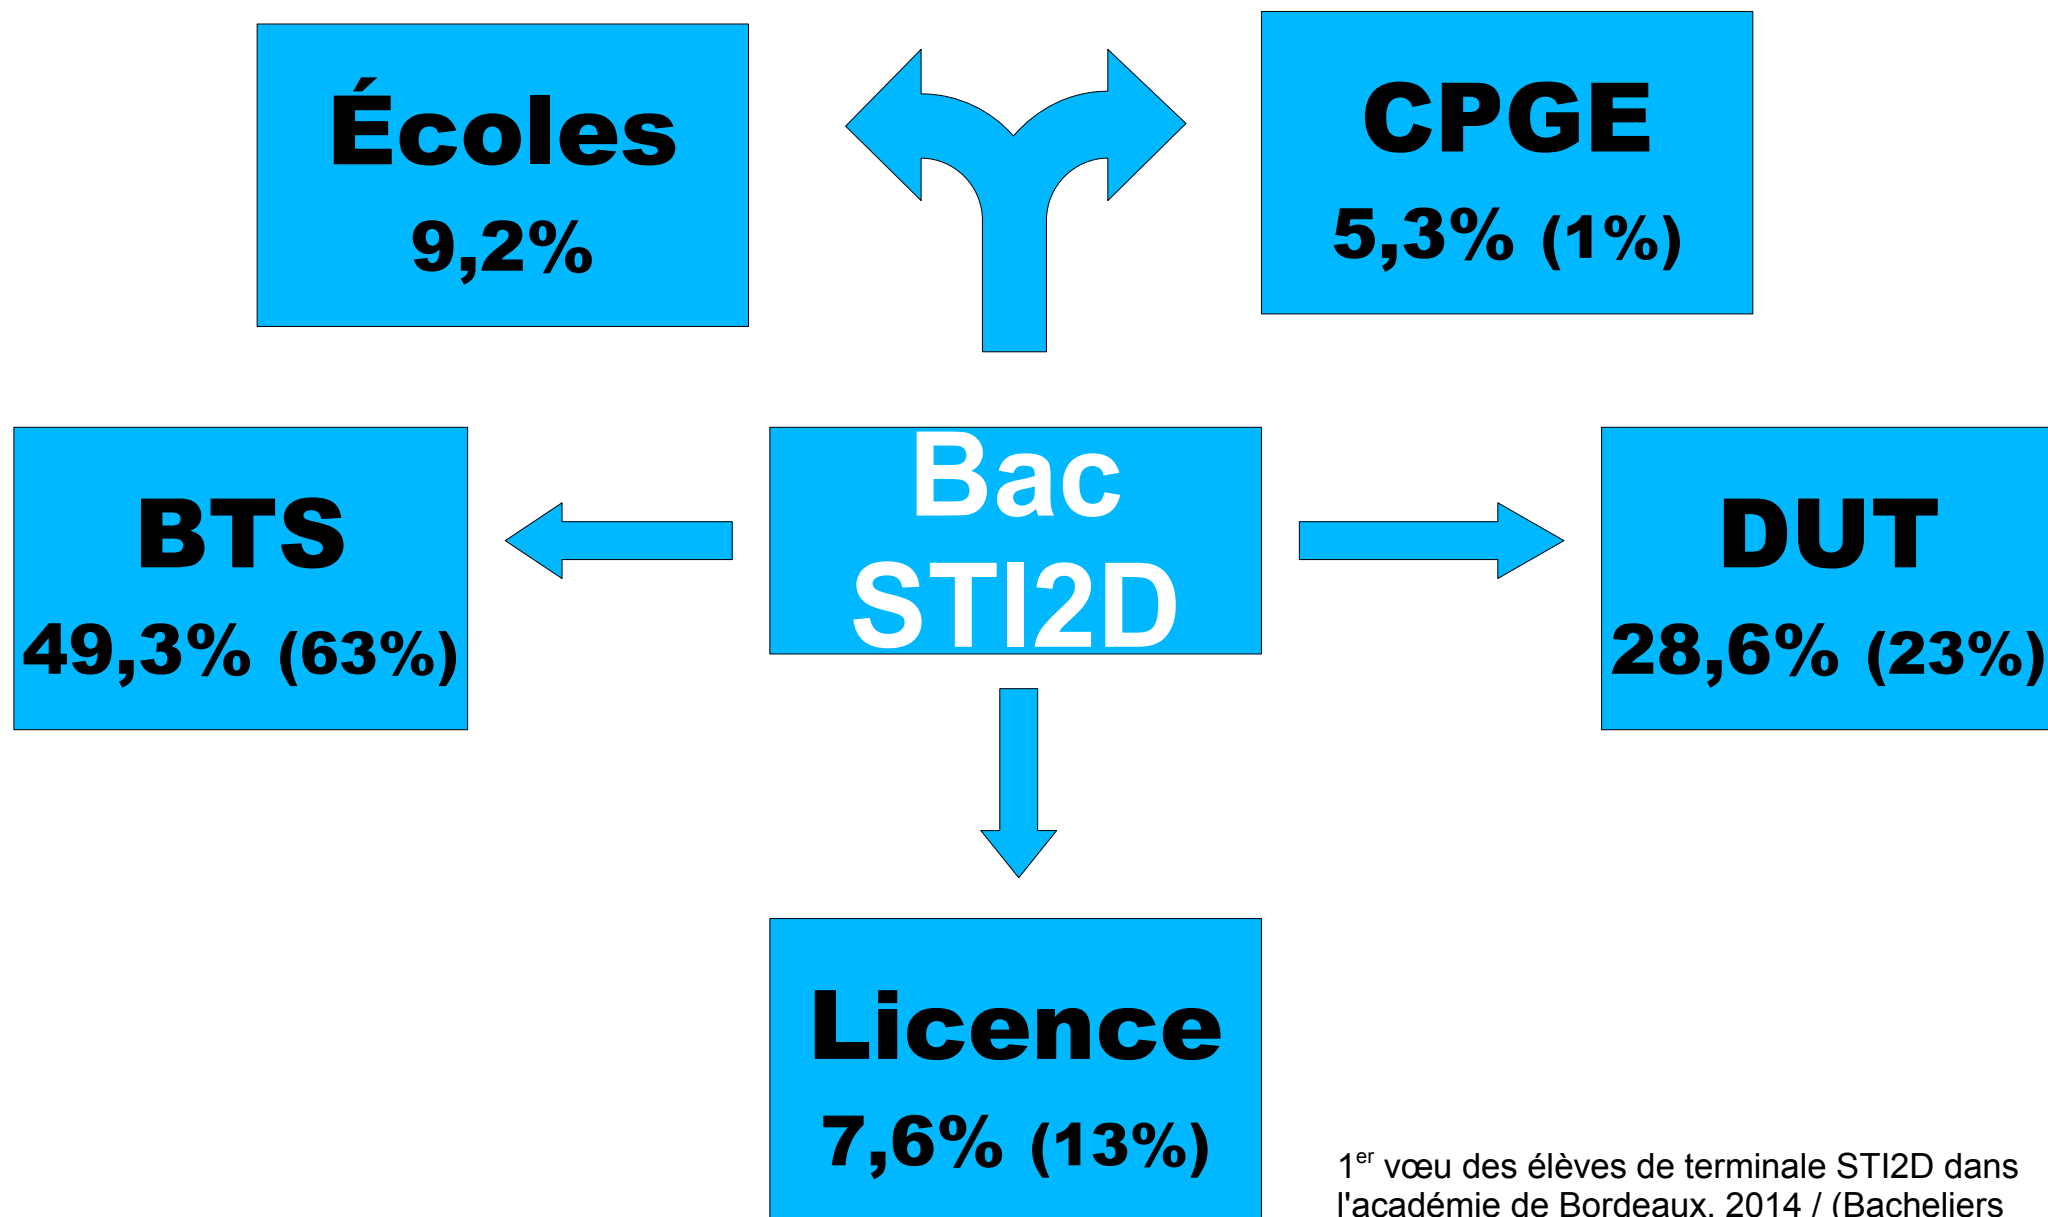 Écoles
9,2%
CPGE
5,3% (1%)
BTS
49,3% (63%)
Bac
STI2D
DUT
28,6% (23%)
Licence
7,6% (13%)
1er vœu des élèves de terminale STI2D dans
l'académie de Bordeaux, 2014 / (Bacheliers